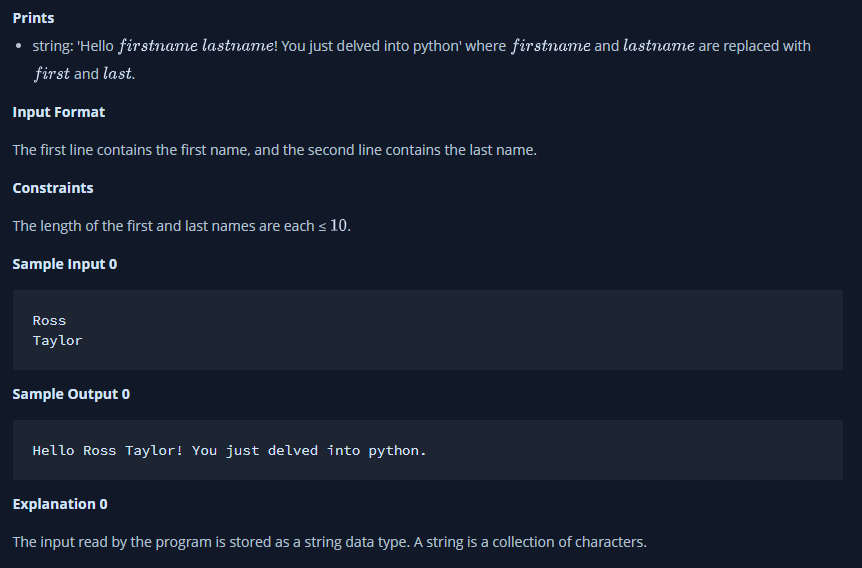 Prints
• string: 'Hello firstname lastname! You just delved into python' where firstname and lastname are replaced with
first and last.
Input Format
The first line contains the first name, and the second line contains the last name.
Constraints
The length of the first and last names are each ≤ 10.
Sample Input 0
Ross
Taylor
Sample Output 0
Hello Ross Taylor! You just delved into python.
Explanation 0
The input read by the program is stored as a string data type. A string is a collection of characters.